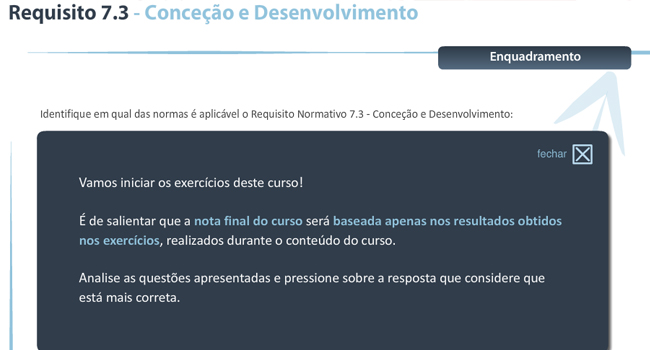 Requisito 7.3 - Conceção e Desenvolvimento
Enquadramento
Identifique em qual das normas é aplicável o Requisito Normativo 7.3 - Conceção e Desenvolvimento:
fechar
Vamos iniciar os exercícios deste curso!
É de salientar que a nota final do curso será baseada apenas nos resultados obtidos
nos exercícios, realizados durante o conteúdo do curso.
Analise as questões apresentadas e pressione sobre a resposta que considere que
está mais correta.